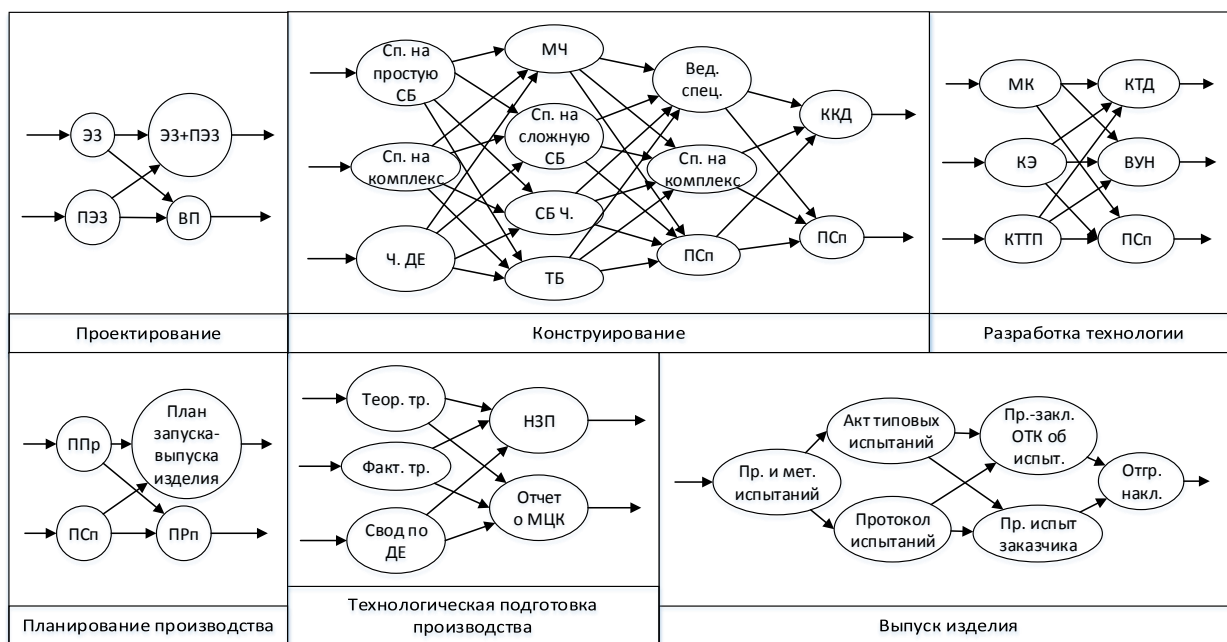 ЭЗ
ЭЗ+ПЭЗ
ПЭЗ
ВП
Проектирование
Сп. на
простую
СБ
Сп. на
комплекс
Ч. ДЕ
МЧ
Сп. на
сложную
СБ
СБ Ч.
ТБ
Вед.
спец.
Сп. на
комплекс
ПСп
ККД
ПСп
Конструирование
МК
КЭ
КТТП
КТД
ВУН
ПСп
Разработка технологии
ППр
План
запуска-
выпуска
изделия
ПСп
ПРп
Планирование производства
Теор. тр.
Факт. тр.
Свод по
ДЕ
НЗП
Отчет
о МЦК
Технологическая подготовка
производства
Пр. и мет.
испытаний
Акт типовых
испытаний
Протокол
испытаний
Пр.-закл.
ОТК об
испыт.
Пр. испыт
заказчика
Отгр.
накл.
Выпуск изделия